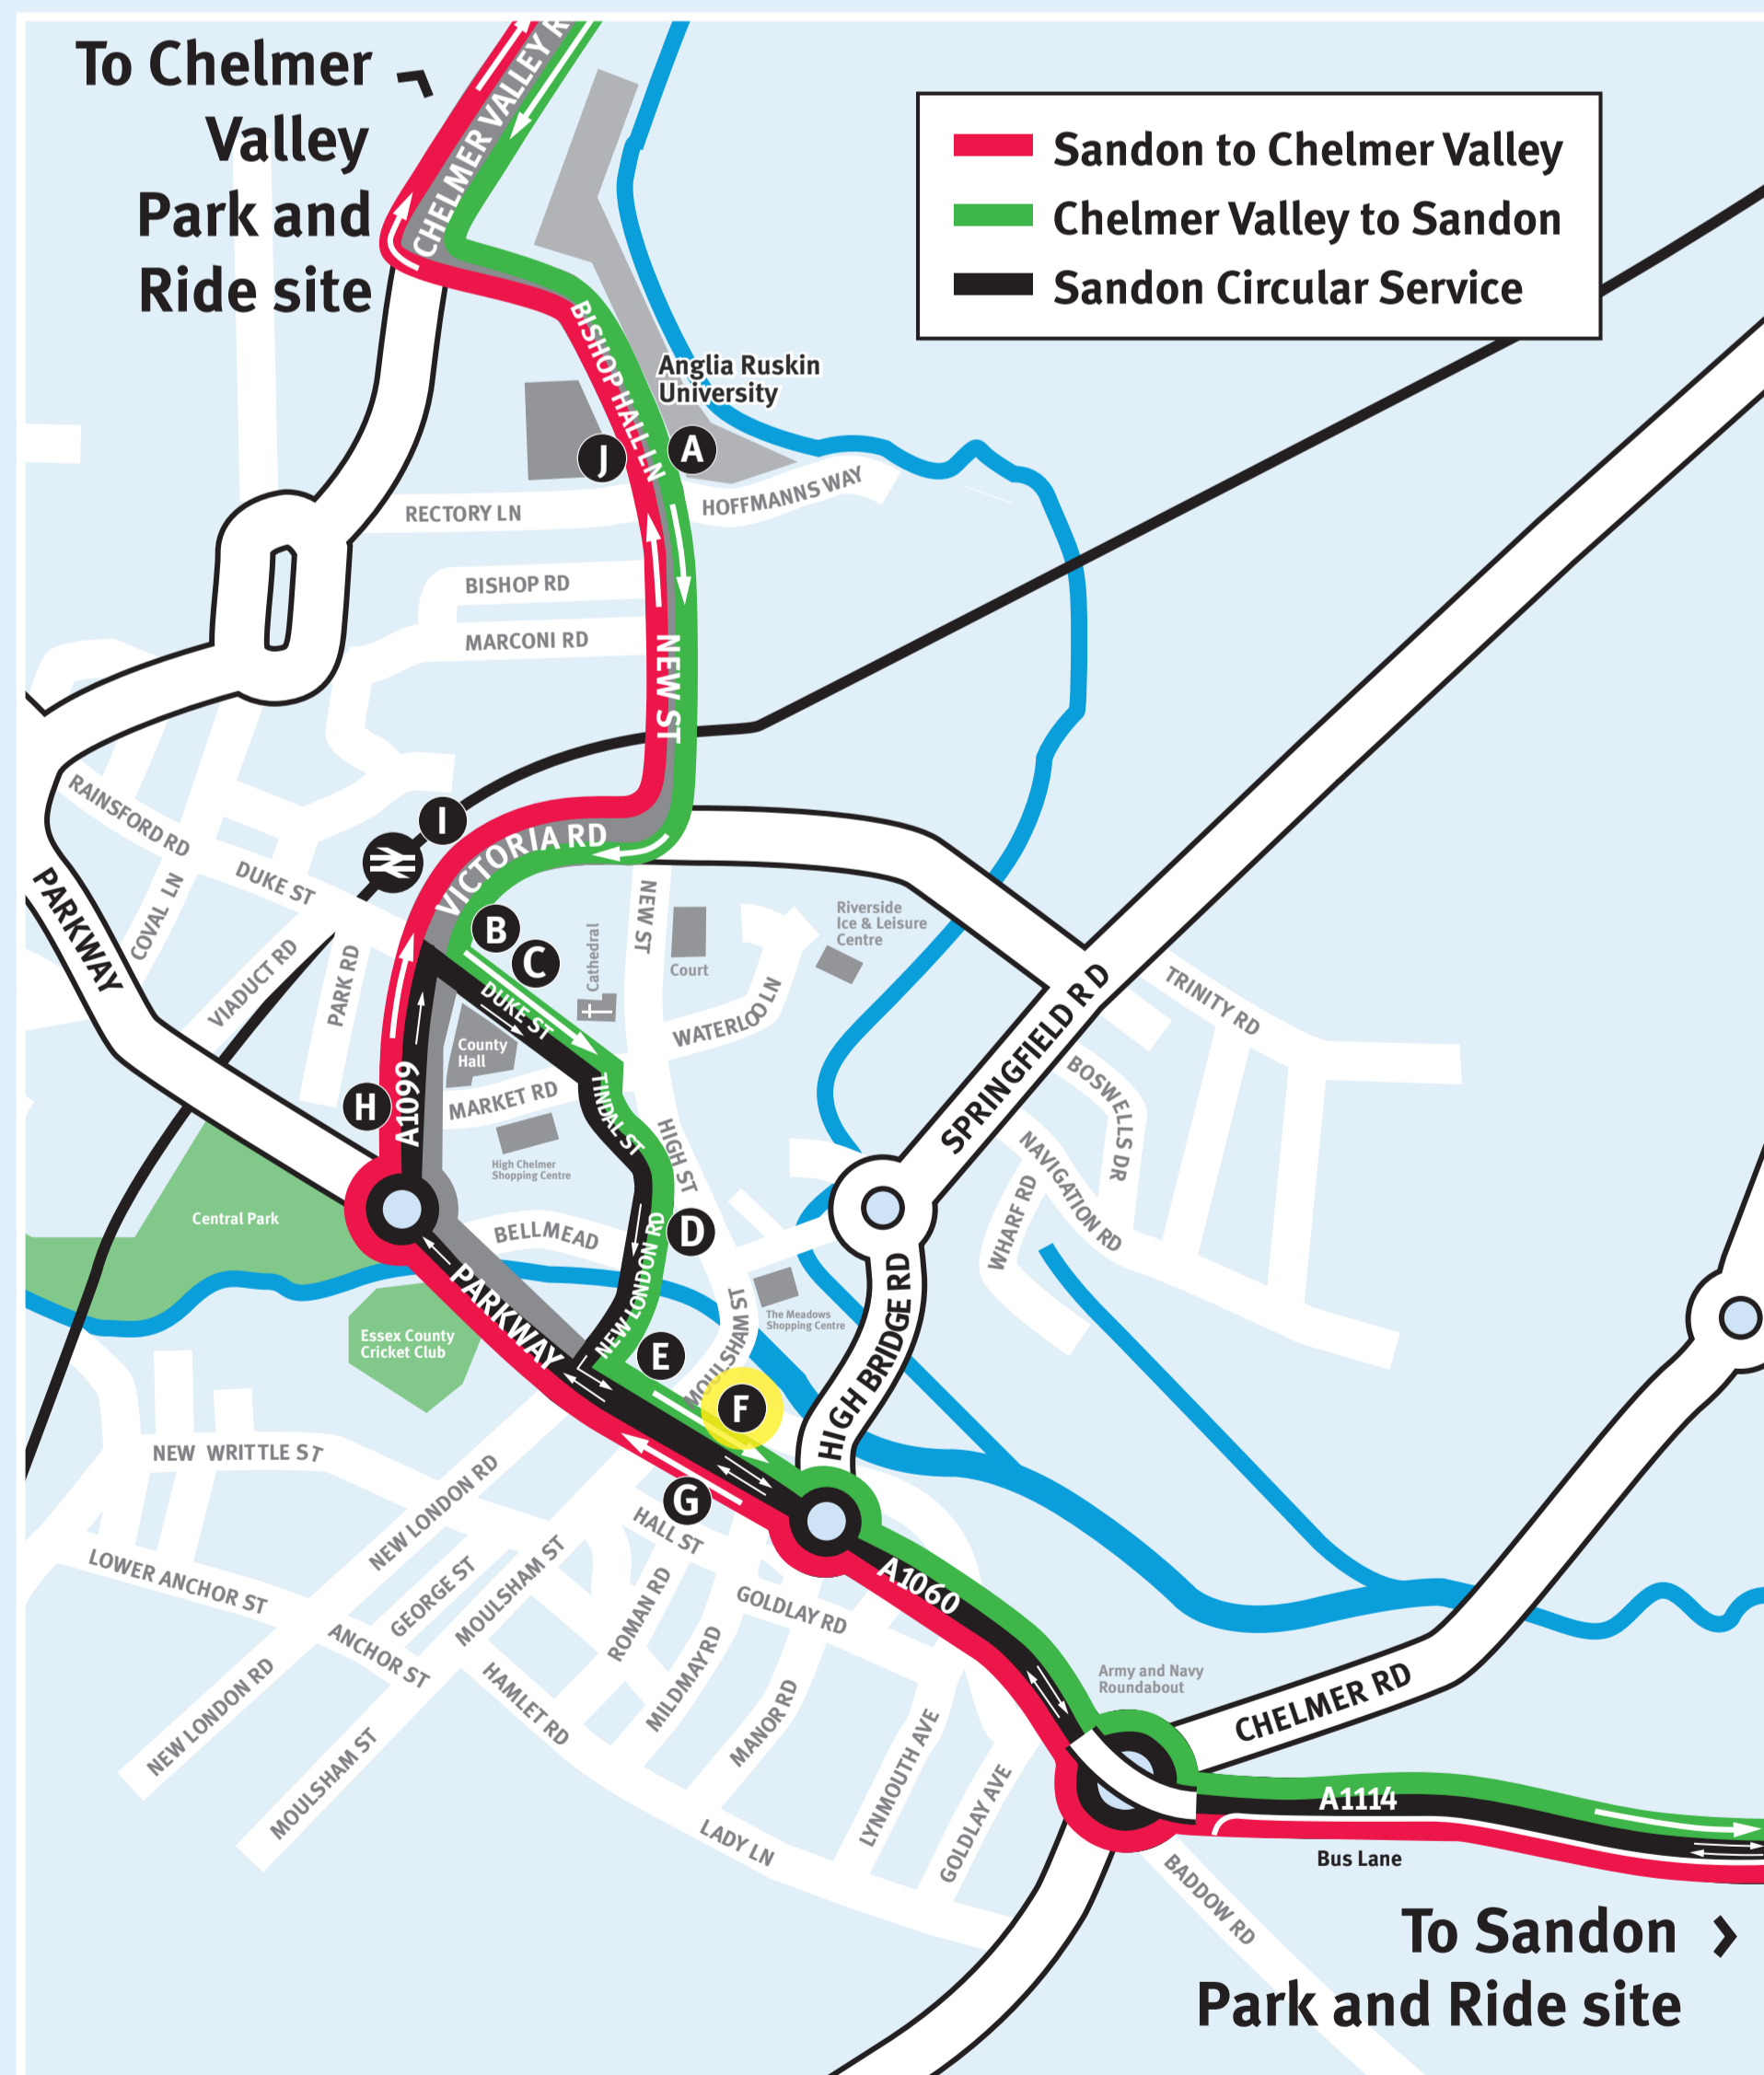 To Chelmer
Valley
Park and
Ride site
Sandon to Chelmer Valley
Chelmer Valley to Sandon
Sandon Circular Service
CHELMER VALLEY R
BISHOP HALL LN
Anglia Ruskin
University
J
A
RECTORY LN
HOFFMANNS WAY
BISHOP RD
MARCONI RD
NEW ST
RAINSFORD RD
I
VICTORIA RD
DUKE ST
COVAL LN
PARKWAY
VIADUCT RD
PARK RD
B
C
Cathedral
NEW ST
Court
Riverside
Ice & Leisure
Centre
WATERLOO LN
DUKE ST
County
Hall
MARKET RD
TINDAL ST
H
A1099
High Chelmer
Shopping Centre
HIGH ST
SPRINGFIELD RD
TRINITY RD
BOSWELLS DR
NAVIGATION RD
WHARF RD
Central Park
BELLMEAD
D
NEW LONDON RD
PARKWAY
Essex County
Cricket Club
MOULSHAM ST
The Meadows
Shopping Centre
HIGH BRIDGE RD
E
F
G
NEW WRITTLE ST
NEW LONDON RD
HALL ST
LOWER ANCHOR ST
GEORGE ST
MOULSHAM ST
ROMAN RD
GOLDLAY RD
A1060
ANCHOR ST
NEW LONDON RD
HAMLET RD
MILDMAY RD
MANOR RD
MOULSHAM ST
LYNMOUTH AVE
GOLDLAY AVE
LADY LN
Army and Navy
Roundabout
CHELMER RD
A1114
Bus Lane
BADDOW RD
To Sandon
Park and Ride site